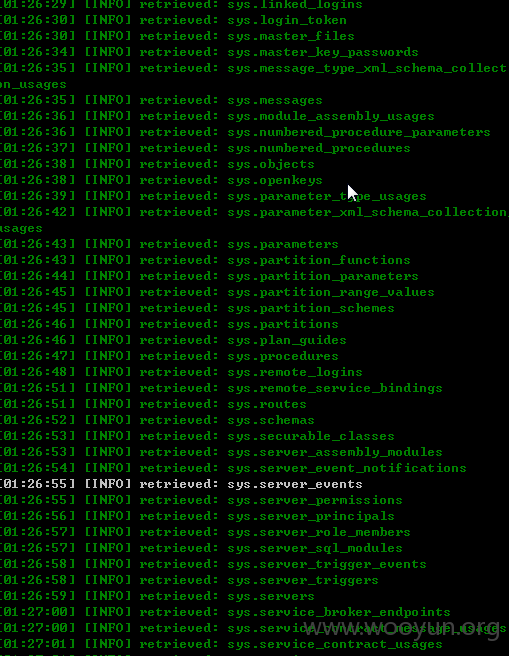 [01:26:29] [INFO] retrieved: sys.linked_logins
[01:26:30] [INFO] retrieved: sys.login_token
[01:26:30] [INFO] retrieved: sys.master_files
[01:26:34] [INFO] retrieved: sys.master_key_passwords
[01:26:35] [INFO] retrieved: sys.message_type_xml_schema_collect
on_usages
[01:26:35] [INFO] retrieved: sys.messages
[01:26:36] [INFO] retrieved: sys.module_assembly_usages
[01:26:36] [INFO] retrieved: sys.numbered_procedure_parameters
[01:26:37] [INFO] retrieved: sys.numbered_procedures
[01:26:38] [INFO] retrieved: sys.objects
[01:26:38] [INFO] retrieved: sys.openkeys
[01:26:39] [INFO] retrieved: sys.parameter_type_usages
[01:26:42] [INFO] retrieved: sys.parameter_xml_schema_collection_
usages
[01:26:43] [INFO] retrieved: sys.parameters
[01:26:43] [INFO] retrieved: sys.partition_functions
[01:26:44] [INFO] retrieved: sys.partition_parameters
[01:26:45] [INFO] retrieved: sys.partition_range_values
[01:26:45] [INFO] retrieved: sys.partition_schemes
[01:26:46] [INFO] retrieved: sys.partitions
[01:26:46] [INFO] retrieved: sys.plan_guides
[01:26:47] [INFO] retrieved: sys.procedures
[01:26:48] [INFO] retrieved: sys.remote_logins
[01:26:51] [INFO] retrieved: sys.remote_service_bindings
[01:26:51] [INFO] retrieved: sys.routes
[01:26:52] [INFO] retrieved: sys.schemas
[01:26:53] [INFO] retrieved: sys.securable_classes
[01:26:53] [INFO] retrieved: sys.server_assembly_modules
[01:26:54] [INFO] retrieved: sys.server_event_notifications
[01:26:55] [INFO] retrieved: sys.server_events
[01:26:55] [INFO] retrieved: sys.server_permissions
[01:26:56] [INFO] retrieved: sys.server_principals
[01:26:57] [INFO] retrieved: sys.server_role_members
[01:26:57] [INFO] retrieved: sys.server_sql_modules
[01:26:58] [INFO] retrieved: sys.server_trigger_events
[01:26:58] [INFO] retrieved: sys.server_triggers
[01:26:59] [INFO] retrieved: sys.servers
[01:27:00] [INFO] retrieved: sys.service_broker_endpoints
[01:27:00] [INFO] retrieved: sys.service_contract_message_usages
[01:27:01] [INFO] retrieved: sys.service_contract_usages
www.wooyun.org